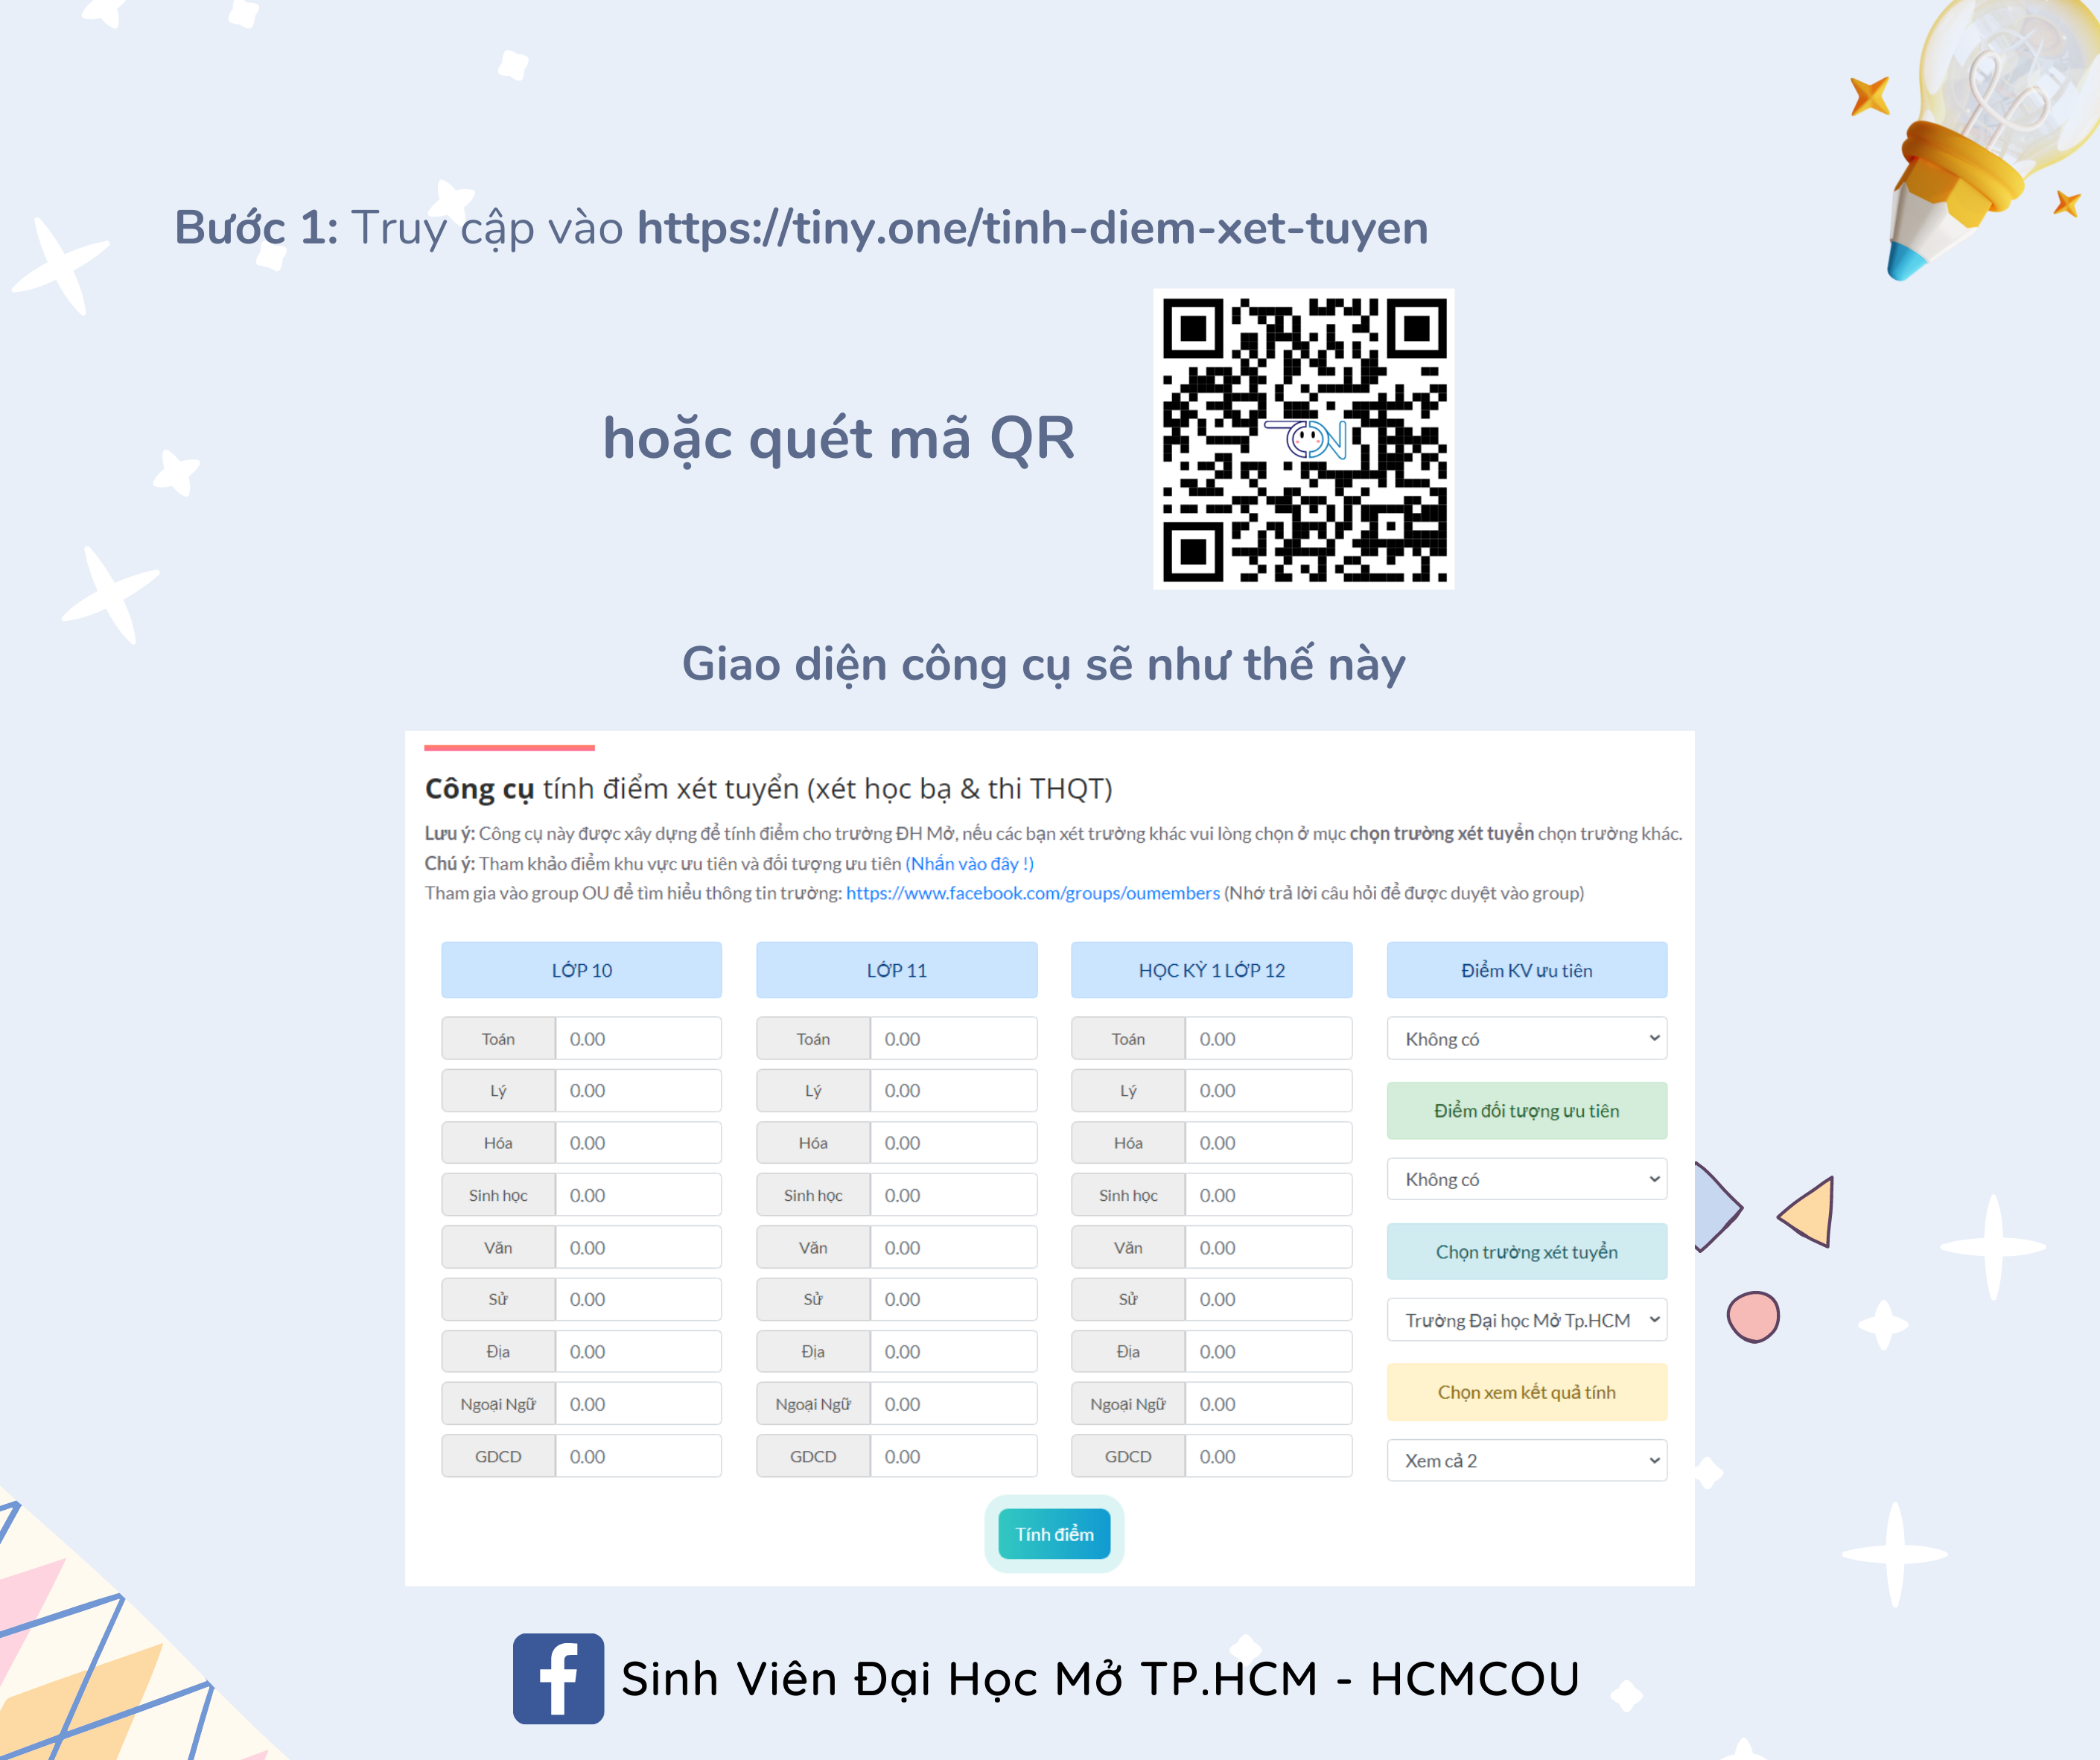 Bước 1: Truy cập vào https://tiny.one/tinh-diem-xet-tuyen
hoặc quét mã QR
Giao diện công cụ sẽ như thế này
Công cụ tính điểm xét tuyển (xét học bạ & thi THQT)
Lưu ý: Công cụ này được xây dựng để tính điểm cho trường ĐH Mở, nếu các bạn xét trường khác vui lòng chọn ở mục chọn trường xét tuyển chọn trường khác.
Chú ý: Tham khảo điểm khu vực ưu tiên và đối tượng ưu tiên (Nhấn vào đây !)
Tham gia vào group OU để tìm hiểu thông tin trường: https://www.facebook.com/groups/oumembers (Nhớ trả lời câu hỏi để được duyệt vào group)
LỚP 10
Toán 0.00
Lý 0.00
Hóa 0.00
Sinh học 0.00
Văn 0.00
Sử 0.00
Địa 0.00
Ngoại Ngữ 0.00
GDCD 0.00
LỚP 11
Toán 0.00
Lý 0.00
Hóa 0.00
Sinh học 0.00
Văn 0.00
Sử 0.00
Địa 0.00
Ngoại Ngữ 0.00
GDCD 0.00
HỌC KỲ 1 LỚP 12
Toán 0.00
Lý 0.00
Hóa 0.00
Sinh học 0.00
Văn 0.00
Sử 0.00
Địa 0.00
Ngoại Ngữ 0.00
GDCD 0.00
Điểm KV ưu tiên
Không có
Điểm đối tượng ưu tiên
Không có
Chọn trường xét tuyển
Trường Đại học Mở Tp.HCM
Chọn xem kết quả tính
Xem cả 2
Tính điểm
Sinh Viên Đại Học Mở TP.HCM - HCMCOU